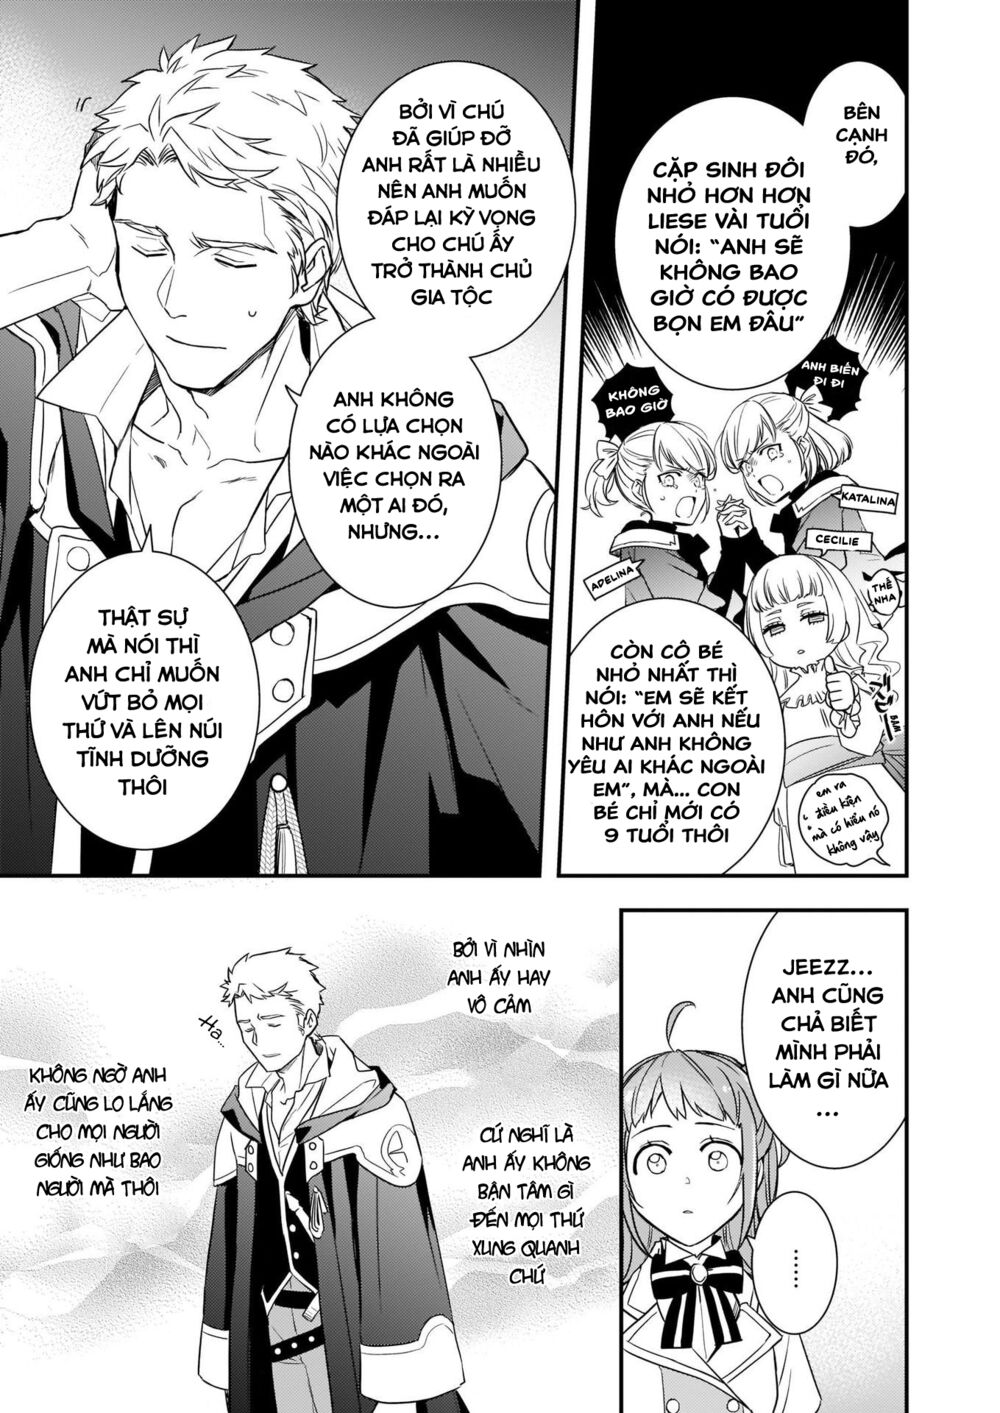 BÊN
CẠNH
ĐÓ,
CẶP SINH ĐÔI
NHỎ HƠN HƠN
LIESE VÀI TUỔI
NÓI: “ANH SẼ
KHÔNG BAO
GIỜ CÓ ĐƯỢC
BỌN EM ĐÂU”
ANH BIẾN
ĐI ĐI
KHÔNG
BAO GIỜ
KATALINA
CECILIE
ADELINA
THẾ
NHA
CÒN CÔ BÉ
NHỎ NHẤT THÌ
NÓI: “EM SẼ KẾT
HÔN VỚI ANH NẾU
NHƯ ANH KHÔNG
YÊU AI KHÁC NGOÀI
EM”, MÀ... CON
BÉ CHỈ MỚI CÓ
9 TUỔI THÔI
em ra
điều kiện
mà có hiểu nó
không vậy
BỞI VÌ CHÚ
ĐÃ GIÚP ĐỠ
ANH RẤT LÀ NHIỀU
NÊN ANH MUỐN
ĐÁP LẠI KỲ VỌNG
CHO CHÚ ẤY
TRỞ THÀNH CHỦ
GIA TỘC
ANH KHÔNG
CÓ LỰA CHỌN
NÀO KHÁC NGOÀI
VIỆC CHỌN RA
MỘT AI ĐÓ,
NHƯNG...
THẬT SỰ
MÀ NÓI THÌ
ANH CHỈ MUỐN
VỨT BỎ MỌI
THỨ VÀ LÊN NÚI
TĨNH DƯỠNG
THÔI
JEEZZ...
ANH CŨNG
CHẢ BIẾT
MÌNH PHẢI
LÀM GÌ NỮA
...
......
BỞI VÌ NHÌN
ANH ẤY HAY
VÔ CẢM
CỨ NGHĨ LÀ
ANH ẤY KHÔNG
BẬN TÂM GÌ
ĐẾN MỌI THỨ
XUNG QUANH
CHỨ
Ha...
KHÔNG NGỜ ANH
ẤY CŨNG LO LẮNG
CHO MỌI NGƯỜI
GIỐNG NHƯ BAO
NGƯỜI MÀ THÔI